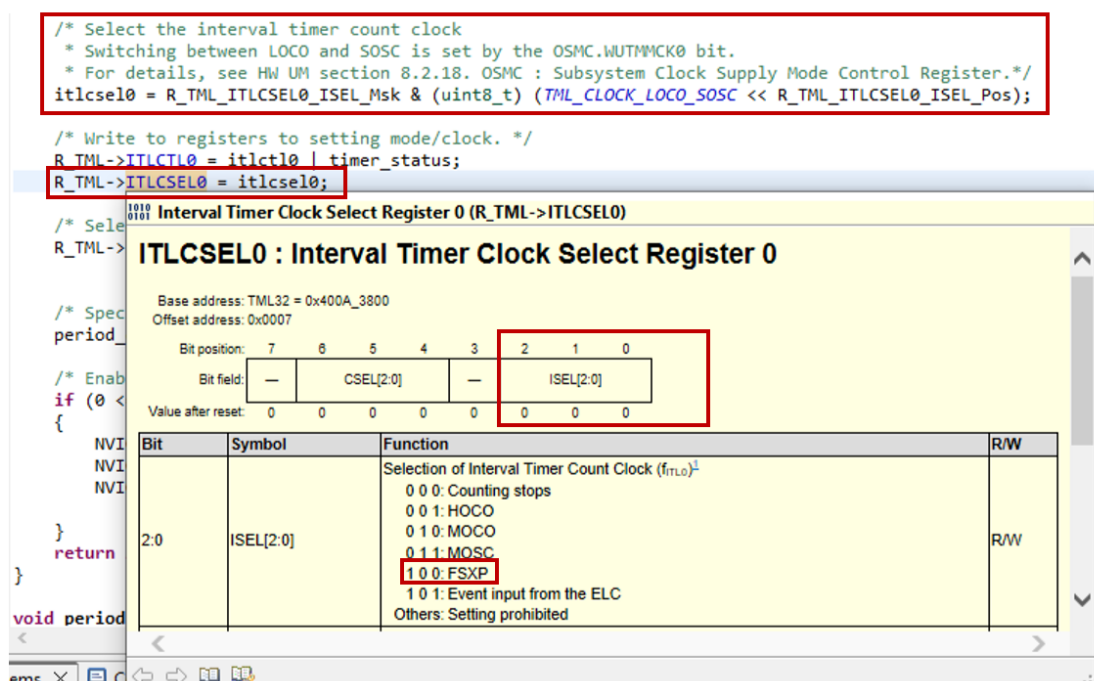 /* Select the interval timer count clock
* Switching between LOCO and SOSC is set by the OSMC.WUTMMCK0 bit.
* For details, see HW UM section 8.2.18. OSMC : Subsystem Clock Supply Mode Control Register.*/
itlcsel0 = R_TML_ITLCSEL0_ISEL_Msk & (uint8_t) (TML_CLOCK_LOCO_SOSC << R_TML_ITLCSEL0_ISEL_Pos);
/* Write to registers to setting mode/clock. */
R_TML->ITLCTL0 = itlctl0 | timer_status;
R_TML->ITLCSEL0 = itlcsel0;
/* Sele
R_TML->
/* Spec
period_
/* Enab
if (0 <
{
NVI
NVI
NVI
}
return
}
void period
Interval Timer Clock Select Register 0 (R_TML->ITLCSEL0)
ITLCSEL0 : Interval Timer Clock Select Register 0
Base address: TML32 = 0x400A_3800
Offset address: 0x0007
Bit position: 7 6 5 4 3 2 1 0
Bit field: — CSEL[2:0] — ISEL[2:0]
Value after reset: 0 0 0 0 0 0 0 0
Bit Symbol Function R/W
2:0 ISEL[2:0] Selection of Interval Timer Count Clock (fITL0)1 R/W
0 0 0: Counting stops
0 0 1: HOCO
0 1 0: MOCO
0 1 1: MOSC
1 0 0: FSXP
1 0 1: Event input from the ELC
Others: Setting prohibited